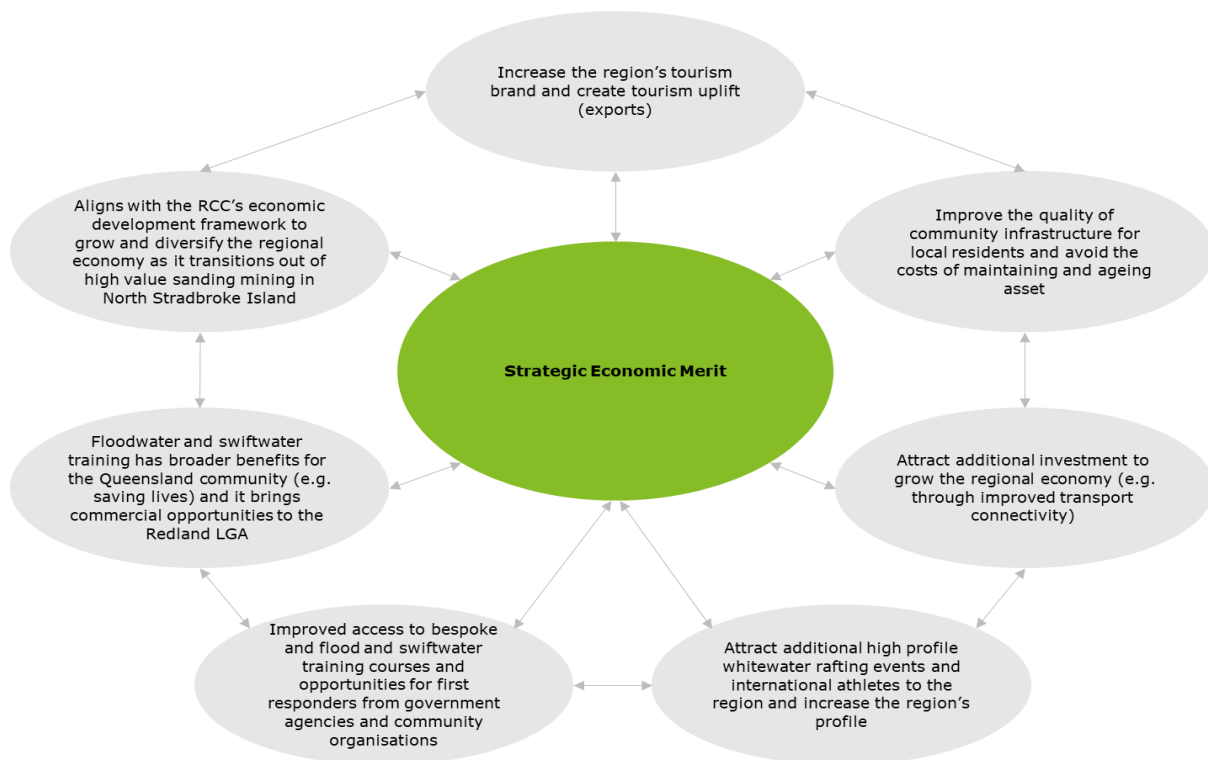 Increase the region's tourism
brand and create tourism uplift
(exports)
Aligns with the RCC's economic
development framework to
grow and diversify the regional
economy as it transitions out of
high value sanding mining in
North Stradbroke Island
Improve the quality of
community infrastructure for
local residents and avoid the
costs of maintaining and ageing
asset
Strategic Economic Merit
Floodwater and swiftwater
training has broader benefits for
the Queensland community (e.g.
saving lives) and it brings
commercial opportunities to the
Redland LGA
Attract additional investment to
grow the regional economy (e.g.
through improved transport
connectivity)
Improved access to bespoke
and flood and swiftwater
training courses and
opportunities for first
responders from government
agencies and community
organisations
Attract additional high profile
whitewater rafting events and
international athletes to the
region and increase the region's
profile